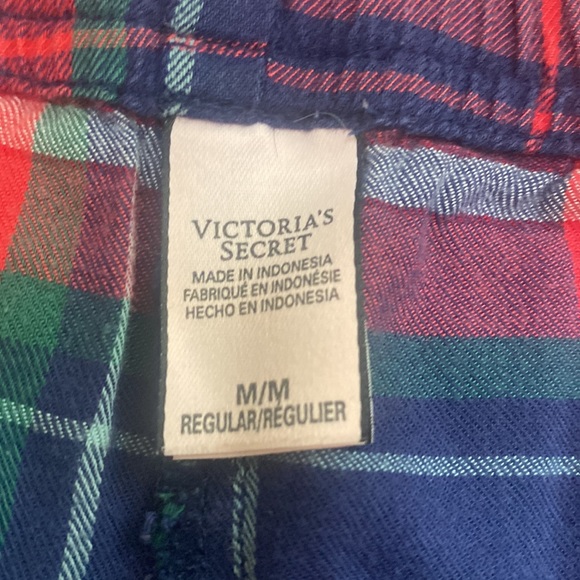 VICTORIA'S
SECRET
MADE IN INDONESIA
FABRIQUÉ EN INDONÉSIE
HECHO EN INDONESIA
M/M
REGULAR/RÉGULIER